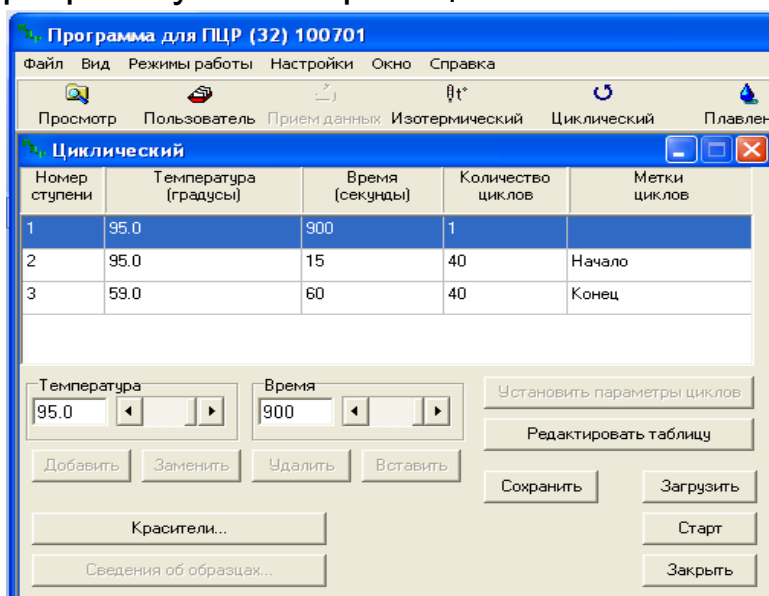 Программа для ПЦР (32) 100701
Файл Вид Режимы работы Настройки Окно Справка
Просмотр Пользователь Прием данных Изотермический Циклический Плавлен
Циклический
Номер ступени Температура (градусы) Время (секунды) Количество циклов Метки циклов
1 95.0 900 1
2 95.0 15 40 Начало
3 59.0 60 40 Конец
Температура Время
95.0 900
Установить параметры циклов
Редактировать таблицу
Добавить Заменить Удалить Вставить
Сохранить Загрузить
Красители... Старт
Сведения об образцах... Закрыть